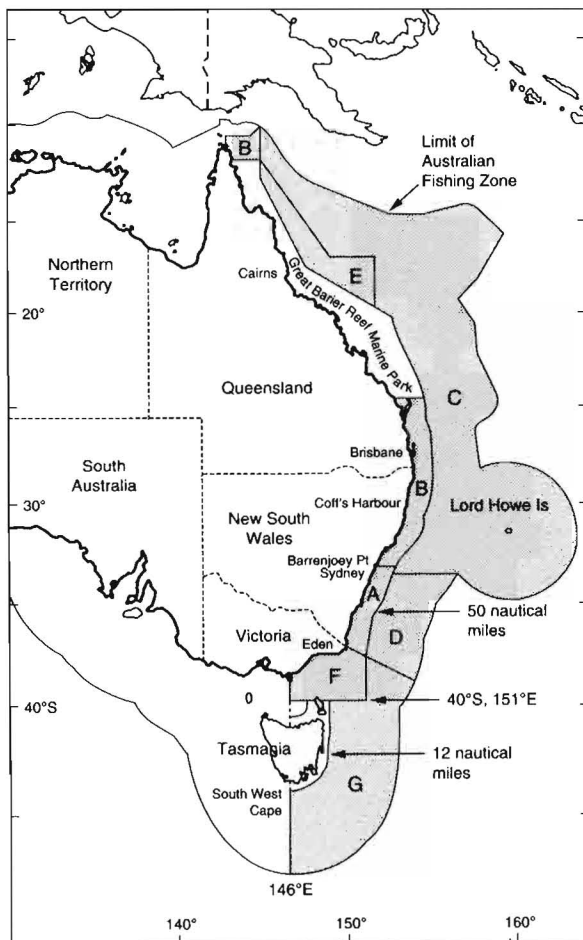 B
Limit of
Australian
Fishing Zone
Northern
Territory
Cairns
E
Great Barier Reef Marine Park
20°
Queensland
C
South
Australia
Brisbane
B
Coff's Harbour
Lord Howe Is
30°
New South
Wales
Barrenjoey Pt
Sydney
A
50 nautical
miles
Victoria
Eden
D
F
0
40°S
40°S, 151°E
Tasmania
12 nautical
miles
South West
Cape
G
146°E
140°
150°
160°